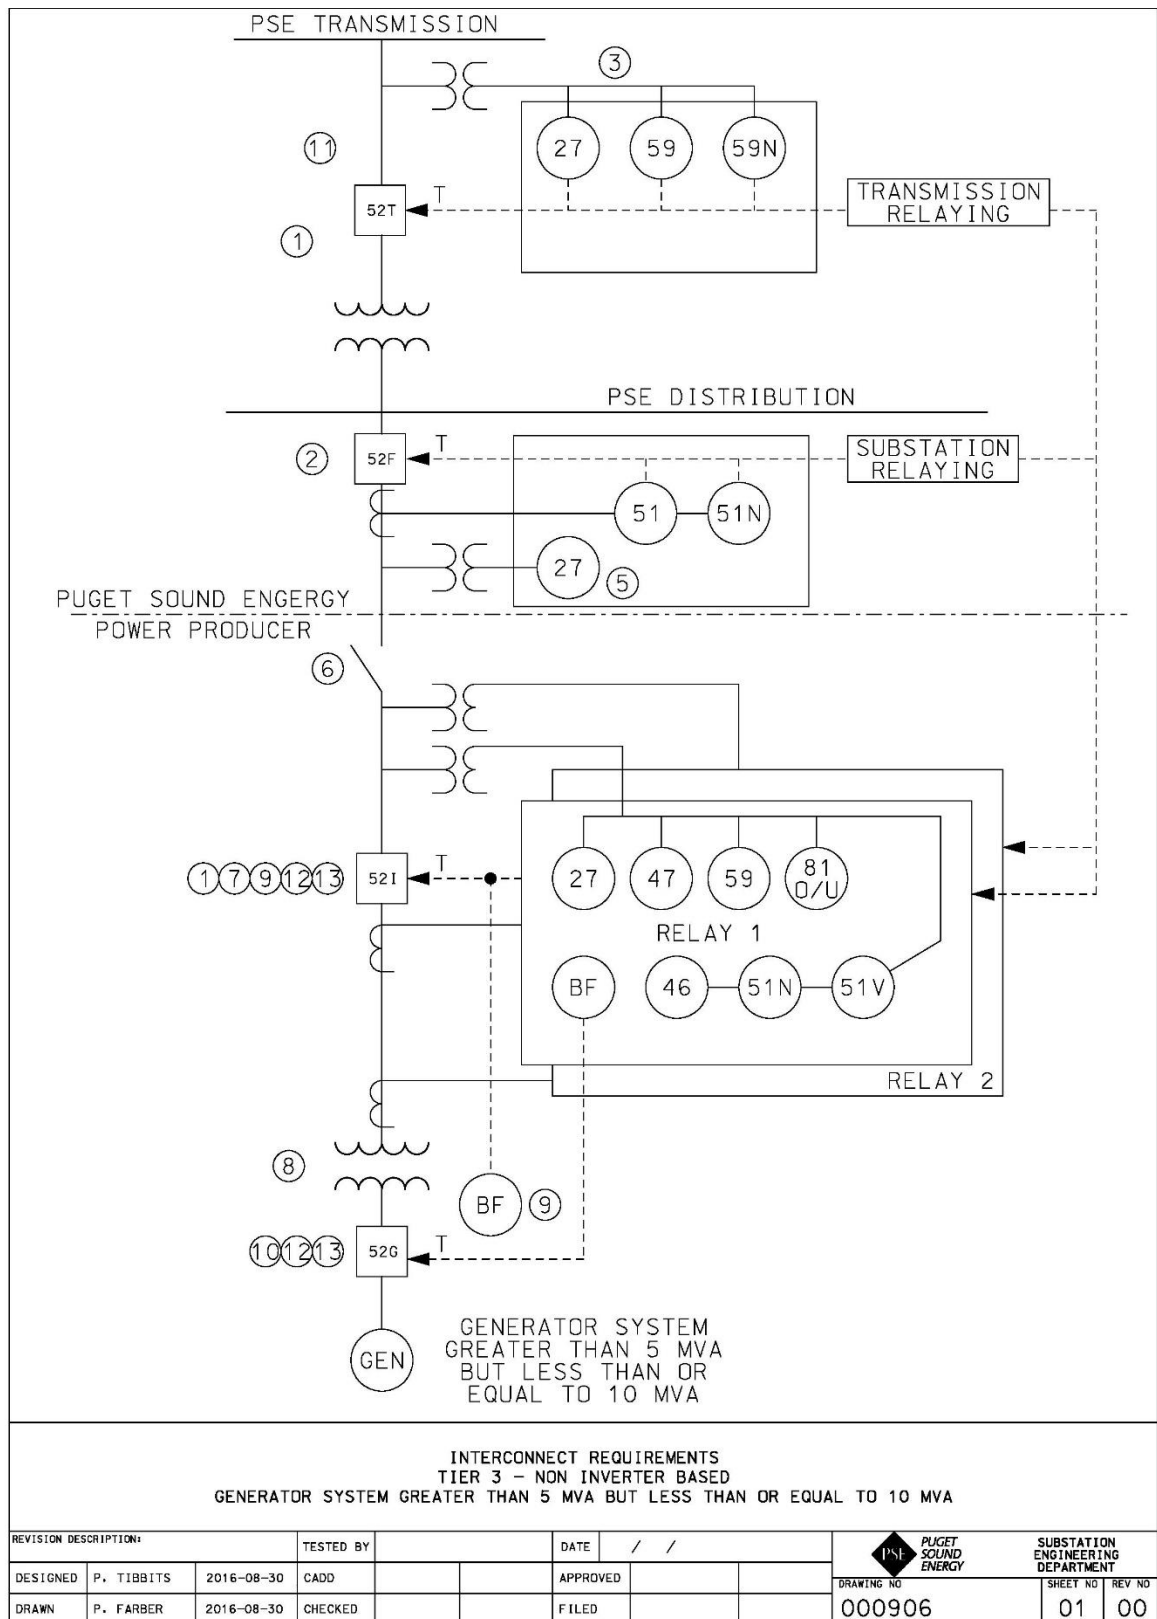 PSE TRANSMISSION
3
27
59
59N
11
T
52T
TRANSMISSION
RELAYING
1
PSE DISTRIBUTION
2
52F
T
SUBSTATION
RELAYING
51
51N
27
5
PUGET SOUND ENGERGY
POWER PRODUCER
6
1 7 9 12 13
52I
T
27
47
59
81
O/U
RELAY 1
BF
46
51N
51V
RELAY 2
8
BF
9
10 12 13
52G
T
GEN
GENERATOR SYSTEM
GREATER THAN 5 MVA
BUT LESS THAN OR
EQUAL TO 10 MVA
INTERCONNECT REQUIREMENTS
TIER 3 - NON INVERTER BASED
GENERATOR SYSTEM GREATER THAN 5 MVA BUT LESS THAN OR EQUAL TO 10 MVA
REVISION DESCRIPTION:
TESTED BY
DATE / /
DESIGNED P. TIBBITS 2016-08-30 CADD APPROVED
DRAWN P. FARBER 2016-08-30 CHECKED FILED
PSE
PUGET
SOUND
ENERGY
SUBSTATION
ENGINEERING
DEPARTMENT
DRAWING NO
000906
SHEET NO
01
REV NO
00